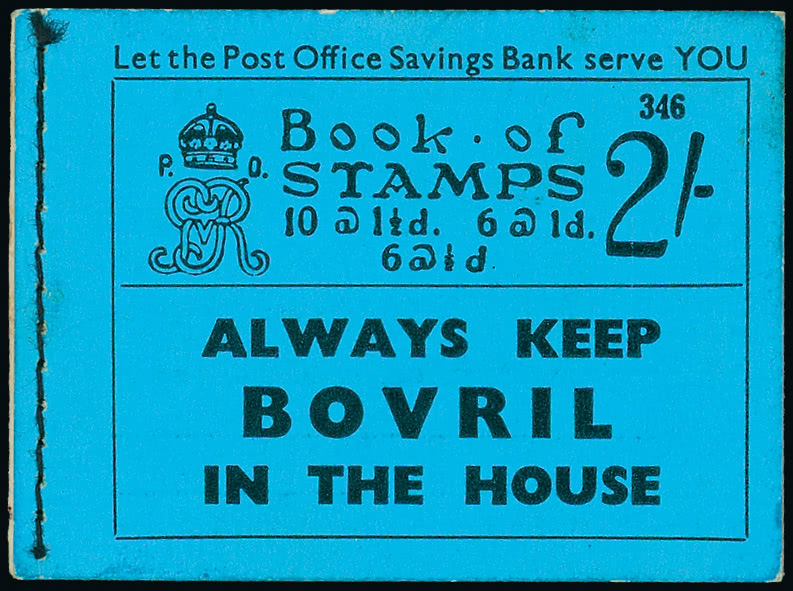 Let the Post Office Savings Bank serve YOU
346
P. O.
GR
Book · of
STAMPS
2/-
10 @ 1½d. 6 @ 1d.
6 @ ½d
ALWAYS KEEP
BOVRIL
IN THE HOUSE